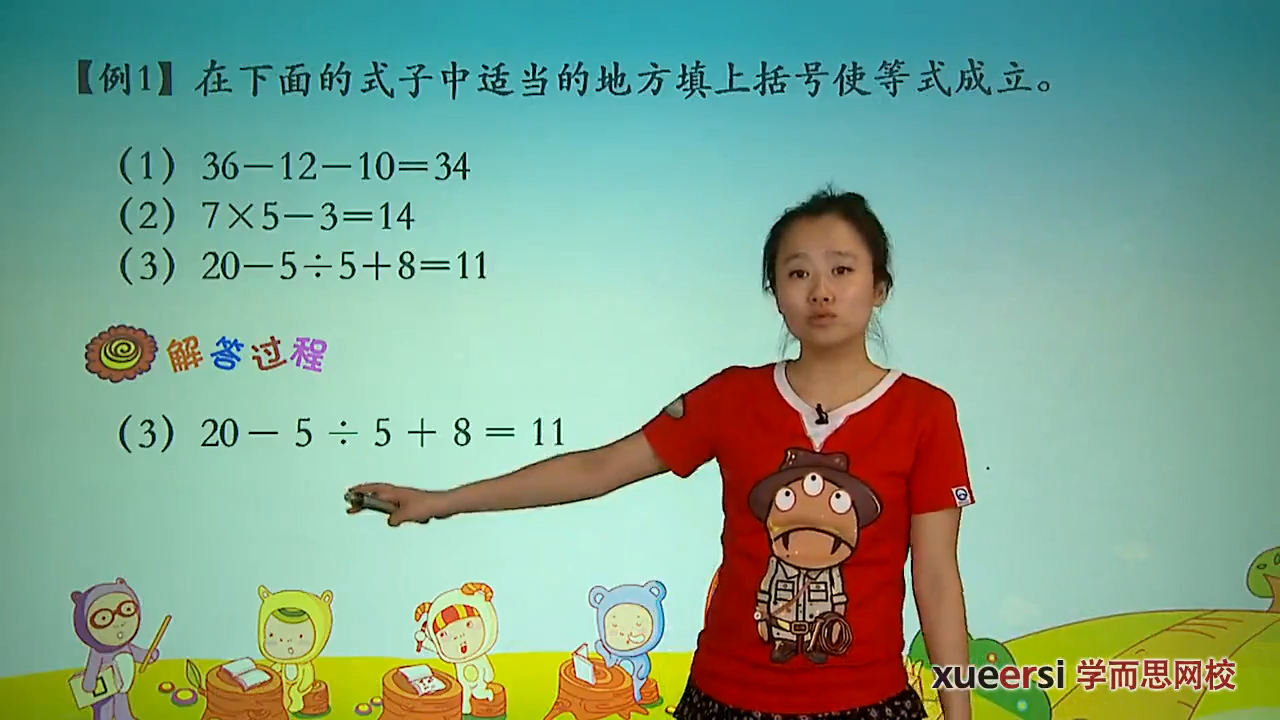 【例1】在下面的式子中适当的地方填上括号使等式成立。
（1）36－12－10＝34
（2）7×5－3＝14
（3）20－5÷5＋8＝11
解答过程
（3）20－5÷5＋8＝11
xueersi 学而思网校